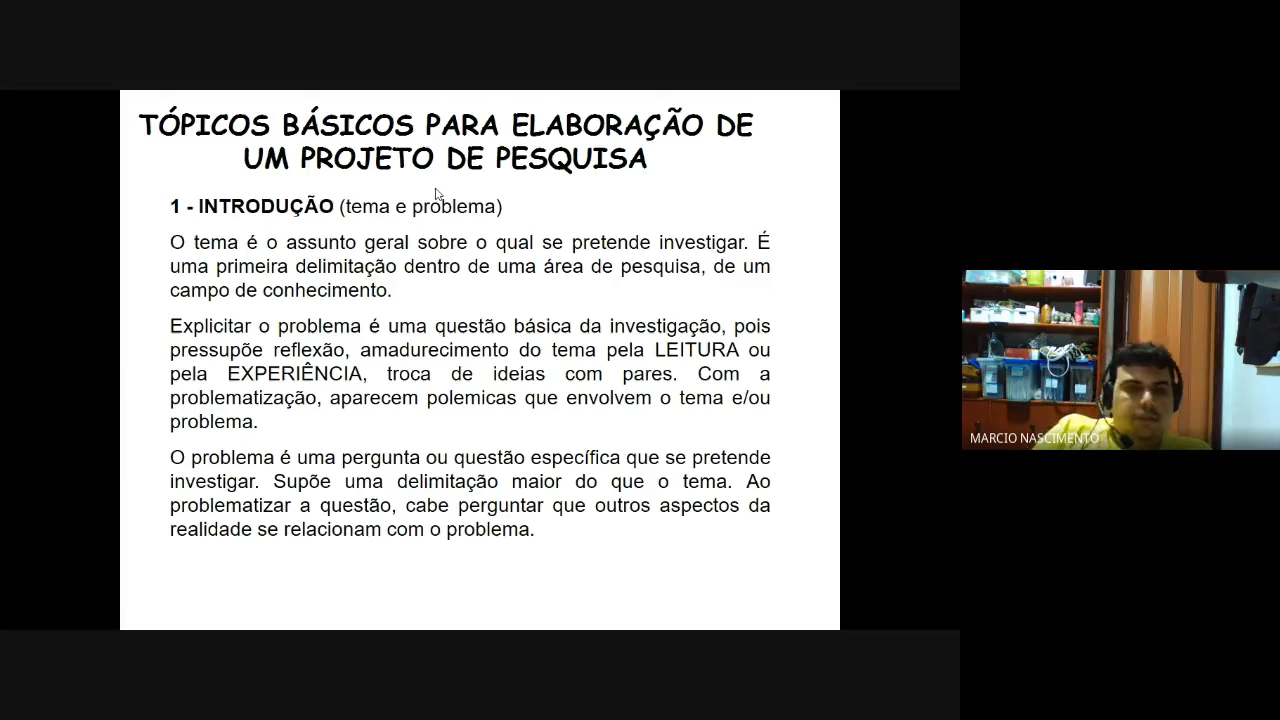 TÓPICOS BÁSICOS PARA ELABORAÇÃO DE
UM PROJETO DE PESQUISA
1 - INTRODUÇÃO (tema e problema)
O tema é o assunto geral sobre o qual se pretende investigar. É
uma primeira delimitação dentro de uma área de pesquisa, de um
campo de conhecimento.
Explicitar o problema é uma questão básica da investigação, pois
pressupõe reflexão, amadurecimento do tema pela LEITURA ou
pela EXPERIÊNCIA, troca de ideias com pares. Com a
problematização, aparecem polemicas que envolvem o tema e/ou
problema.
O problema é uma pergunta ou questão específica que se pretende
investigar. Supõe uma delimitação maior do que o tema. Ao
problematizar a questão, cabe perguntar que outros aspectos da
realidade se relacionam com o problema.
MARCIO NASCIMENTO